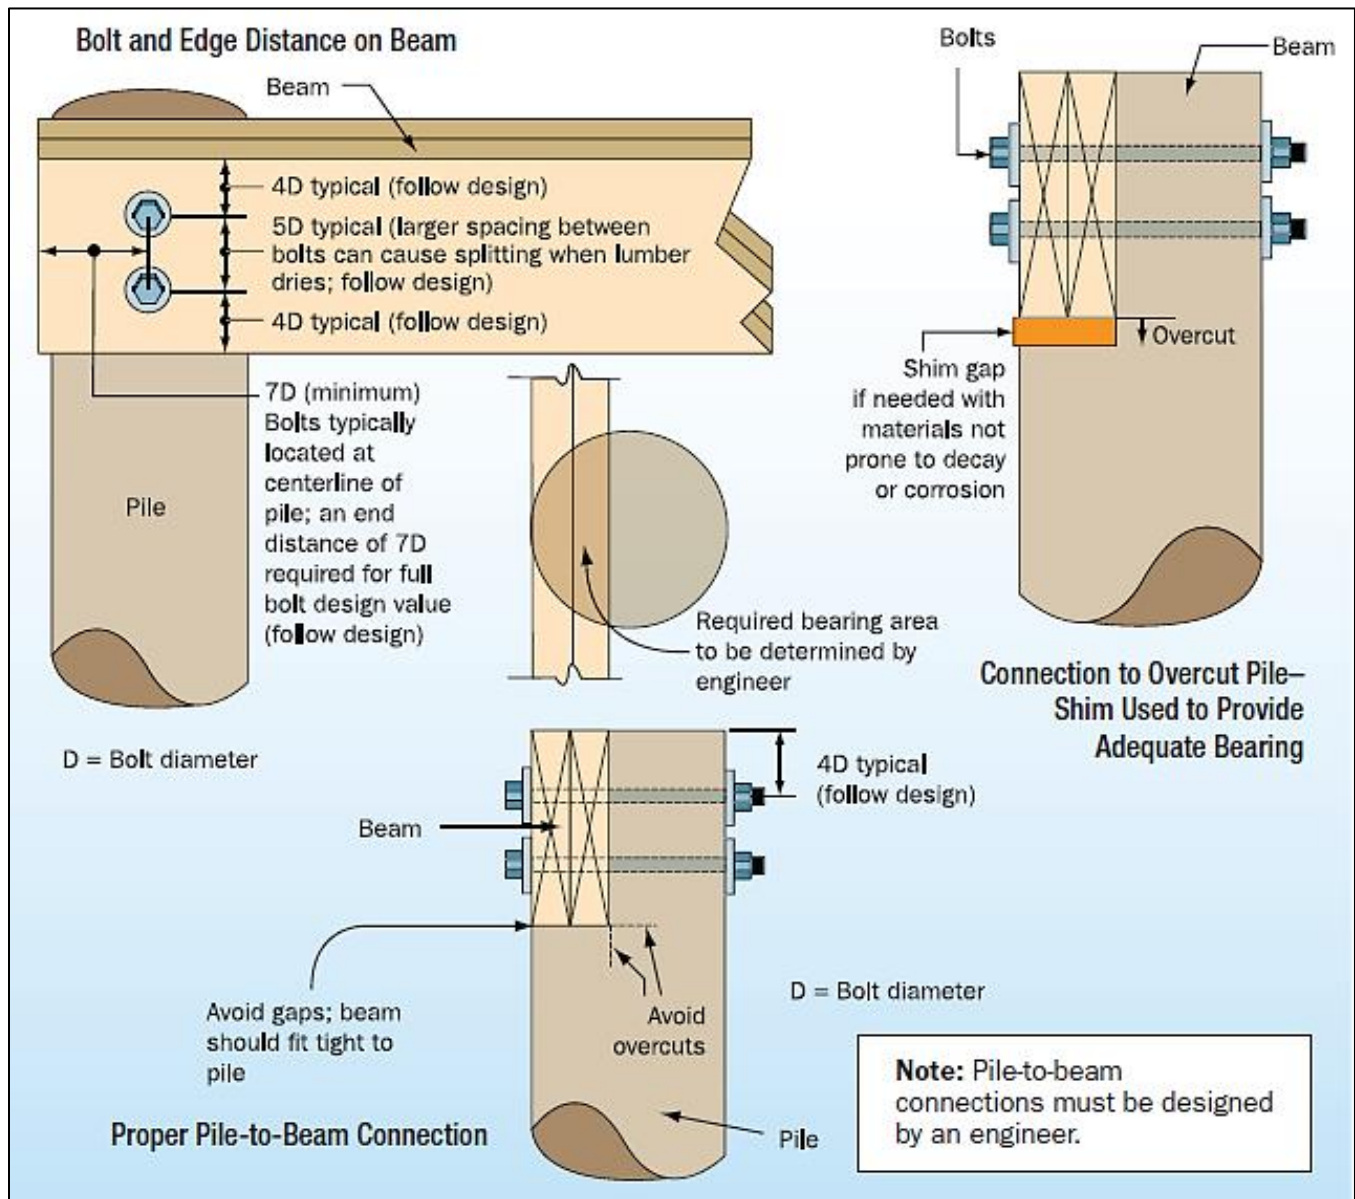 Bolt and Edge Distance on Beam
Beam
4D typical (follow design)
5D typical (larger spacing between
bolts can cause splitting when lumber
dries; follow design)
4D typical (follow design)
7D (minimum)
Bolts typically
located at
centerline of
pile; an end
distance of 7D
required for full
bolt design value
(follow design)
Pile
D = Bolt diameter
Required bearing area
to be determined by
engineer
Bolts
Beam
Overcut
Shim gap
if needed with
materials not
prone to decay
or corrosion
Connection to Overcut Pile–
Shim Used to Provide
Adequate Bearing
4D typical
(follow design)
Beam
Avoid gaps; beam
should fit tight to
pile
Avoid
overcuts
D = Bolt diameter
Pile
Proper Pile-to-Beam Connection
Note: Pile-to-beam
connections must be designed
by an engineer.